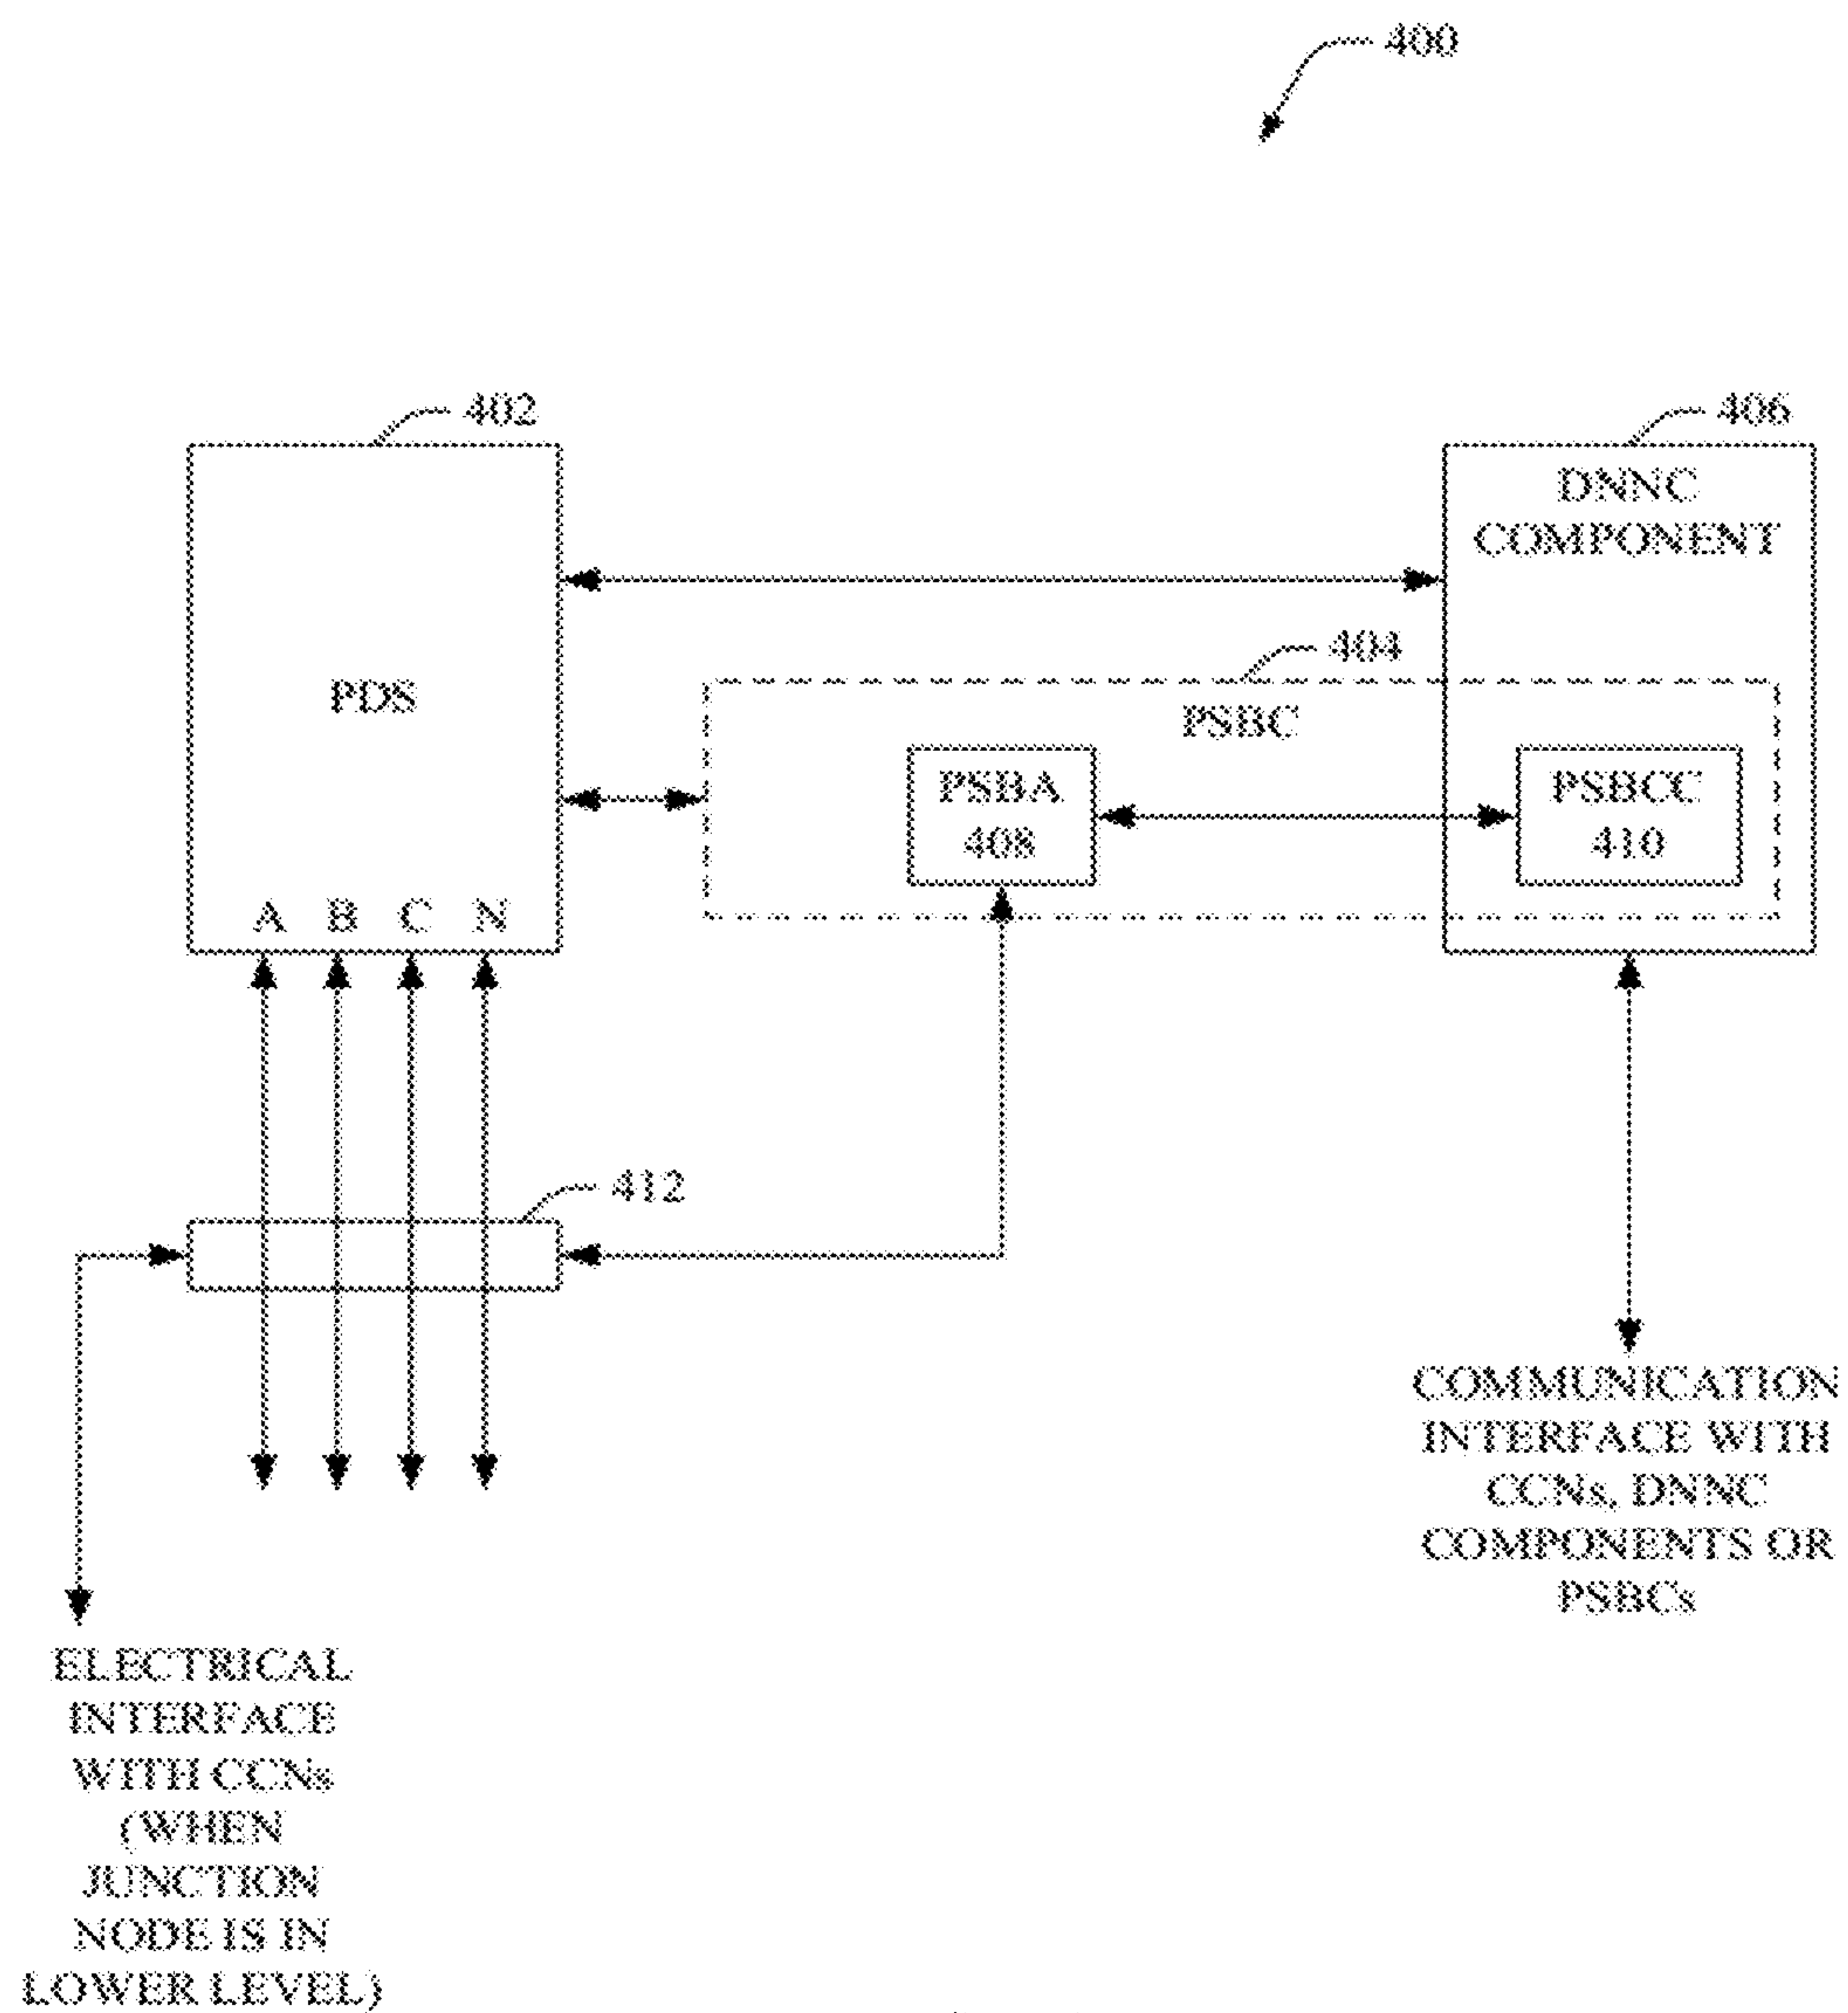 400
402
406
DNNC
COMPONENT
404
PDS
PSBC
PSBA
408
PSBCC
410
A B C N
412
COMMUNICATION
INTERFACE WITH
CCNs, DNNC
COMPONENTS OR
PSBCs
ELECTRICAL
INTERFACE
WITH CCNs
(WHEN
JUNCTION
NODE IS IN
LOWER LEVEL)